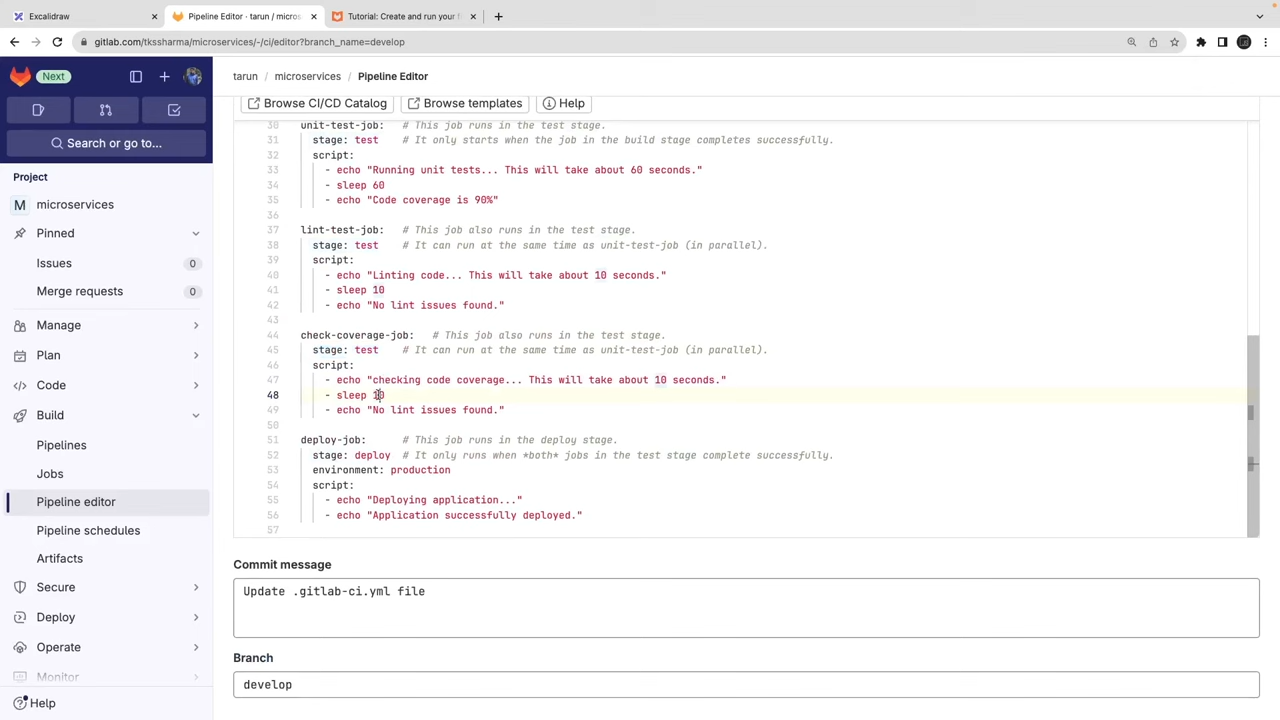 Excalidraw
Pipeline Editor · tarun / micros
Tutorial: Create and run your f
gitlab.com/tkssharma/microservices/-/ci/editor?branch_name=develop
Next
tarun / microservices / Pipeline Editor
Browse CI/CD Catalog
Browse templates
Help
Search or go to...
Project
M microservices
Pinned
Issues 0
Merge requests 0
Manage
Plan
Code
Build
Pipelines
Jobs
Pipeline editor
Pipeline schedules
Artifacts
Secure
Deploy
Operate
Monitor
Help
30 unit-test-job:   # This job runs in the test stage.
31   stage: test    # It only starts when the job in the build stage completes successfully.
32   script:
33     - echo "Running unit tests... This will take about 60 seconds."
34     - sleep 60
35     - echo "Code coverage is 90%"
36
37 lint-test-job:   # This job also runs in the test stage.
38   stage: test    # It can run at the same time as unit-test-job (in parallel).
39   script:
40     - echo "Linting code... This will take about 10 seconds."
41     - sleep 10
42     - echo "No lint issues found."
43
44 check-coverage-job:   # This job also runs in the test stage.
45   stage: test    # It can run at the same time as unit-test-job (in parallel).
46   script:
47     - echo "checking code coverage... This will take about 10 seconds."
48     - sleep 10
49     - echo "No lint issues found."
50
51 deploy-job:      # This job runs in the deploy stage.
52   stage: deploy  # It only runs when *both* jobs in the test stage complete successfully.
53   environment: production
54   script:
55     - echo "Deploying application..."
56     - echo "Application successfully deployed."
57
Commit message
Update .gitlab-ci.yml file
Branch
develop